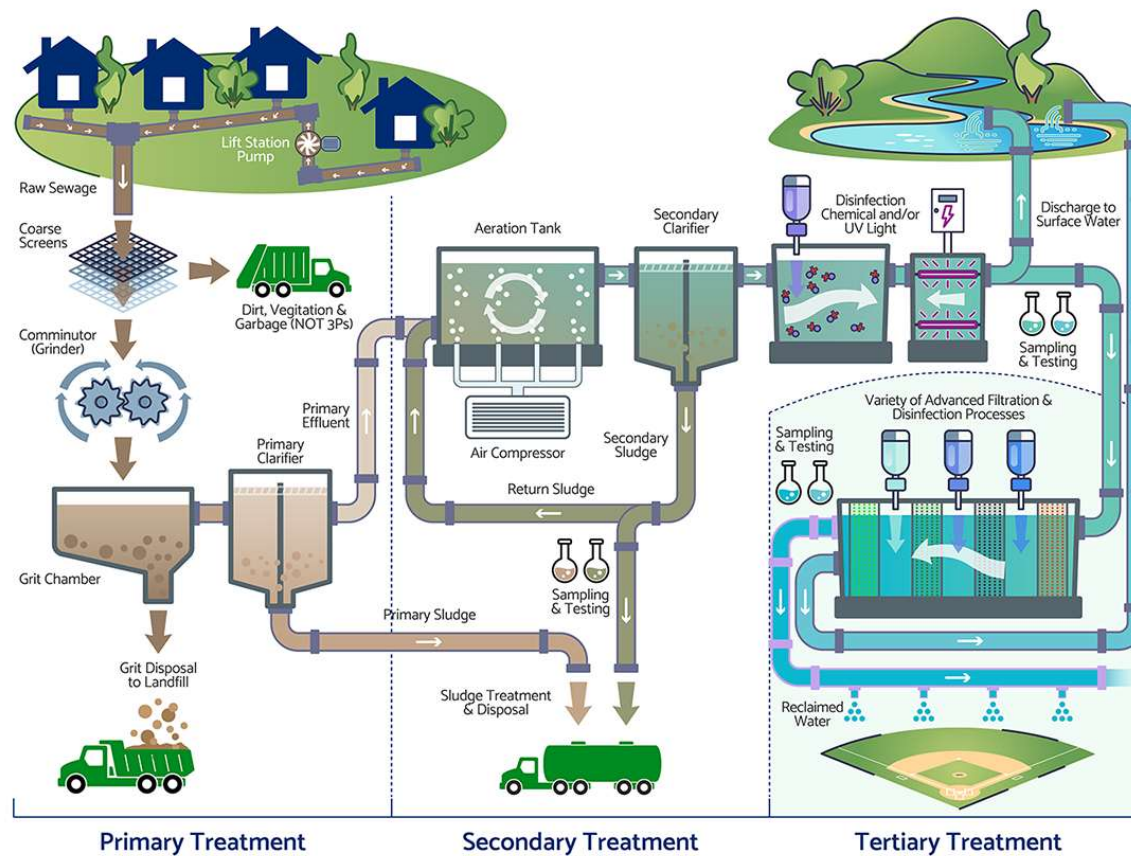 Lift Station
Pump
Raw Sewage
Coarse
Screens
Dirt, Vegitation &
Garbage (NOT 3Ps)
Comminutor
(Grinder)
Primary
Effluent
Primary
Clarifier
Grit Chamber
Primary Sludge
Grit Disposal
to Landfill
Aeration Tank
Secondary
Clarifier
Air Compressor
Secondary
Sludge
Return Sludge
Sampling
& Testing
Sludge Treatment
& Disposal
Disinfection
Chemical and/or
UV Light
Discharge to
Surface Water
Sampling
& Testing
Variety of Advanced Filtration &
Disinfection Processes
Sampling
& Testing
Reclaimed
Water
Primary Treatment
Secondary Treatment
Tertiary Treatment